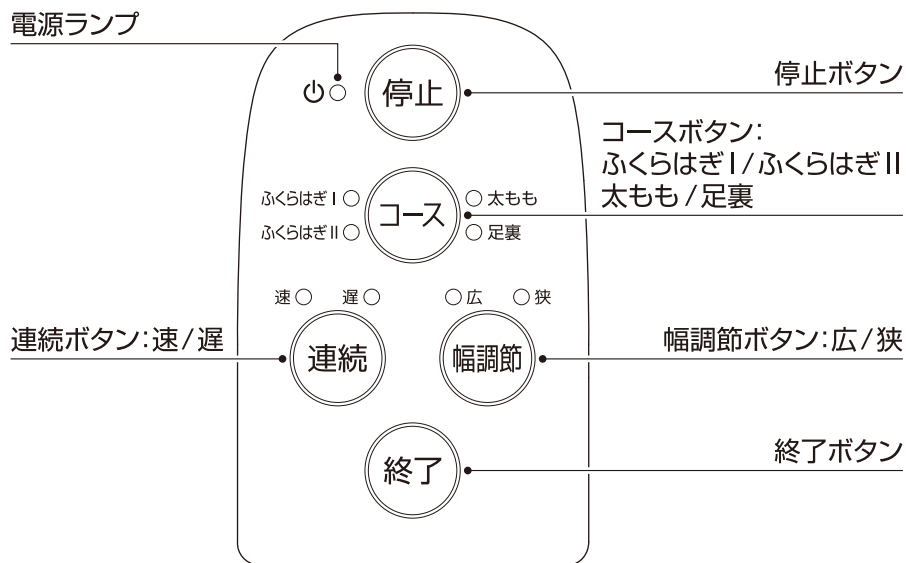 電源ランプ
停止
停止ボタン
コースボタン：
ふくらはぎⅠ/ふくらはぎⅡ
太もも/足裏
ふくらはぎⅠ
太もも
コース
ふくらはぎⅡ
足裏
速 遅 広 狭
連続ボタン：速/遅
連続
幅調節
幅調節ボタン：広/狭
終了
終了ボタン